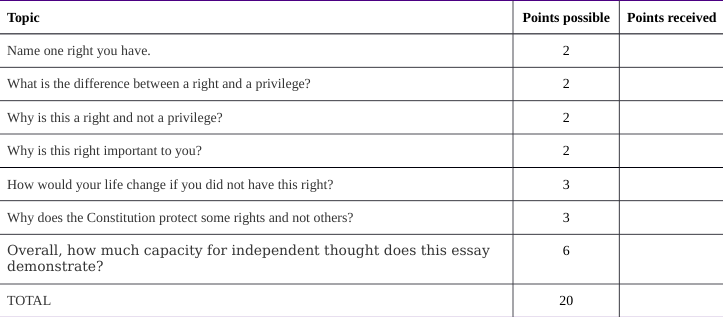 Topic Points possible Points received
Name one right you have. 2
What is the difference between a right and a privilege? 2
Why is this a right and not a privilege? 2
Why is this right important to you? 2
How would your life change if you did not have this right? 3
Why does the Constitution protect some rights and not others? 3
Overall, how much capacity for independent thought does this essay 6
demonstrate?
TOTAL 20